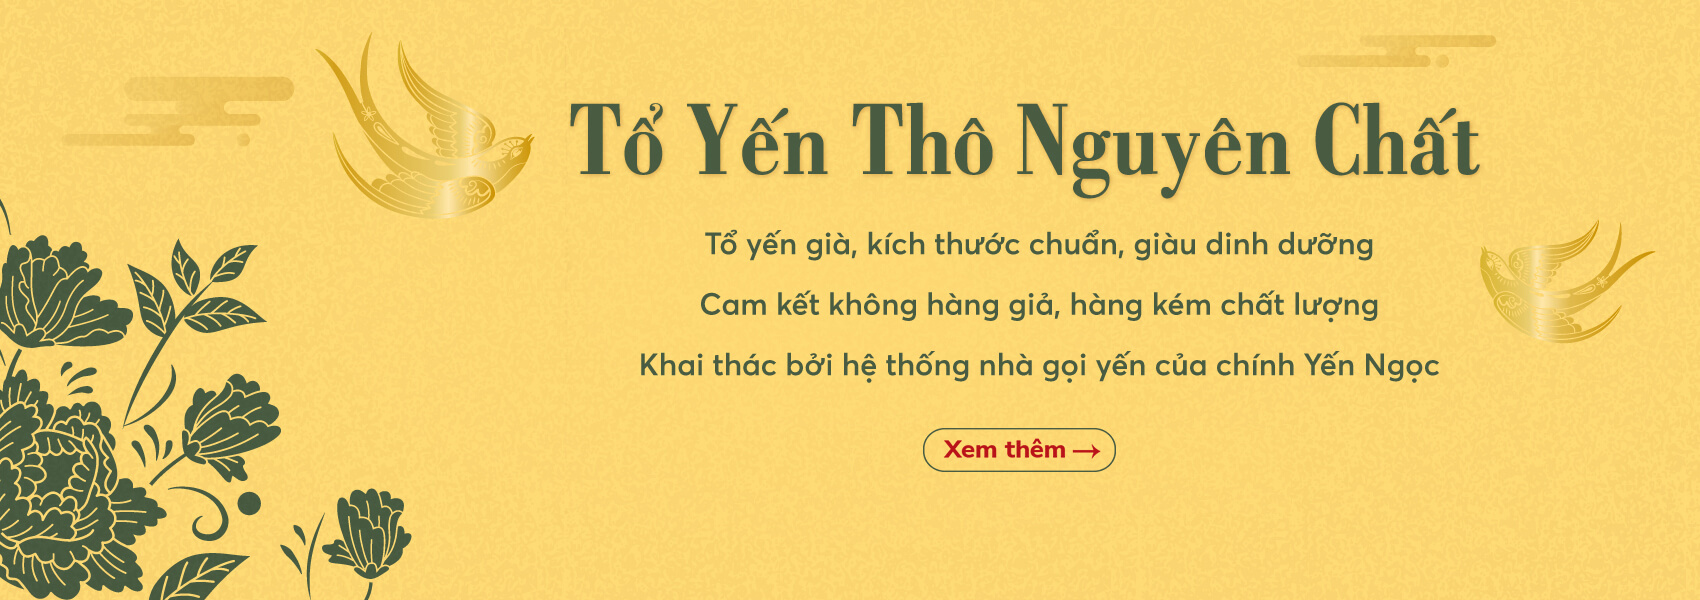 Tổ Yến Thô Nguyên Chất
Tổ yến già, kích thước chuẩn, giàu dinh dưỡng
Cam kết không hàng giả, hàng kém chất lượng
Khai thác bởi hệ thống nhà gọi yến của chính Yến Ngọc
Xem thêm →